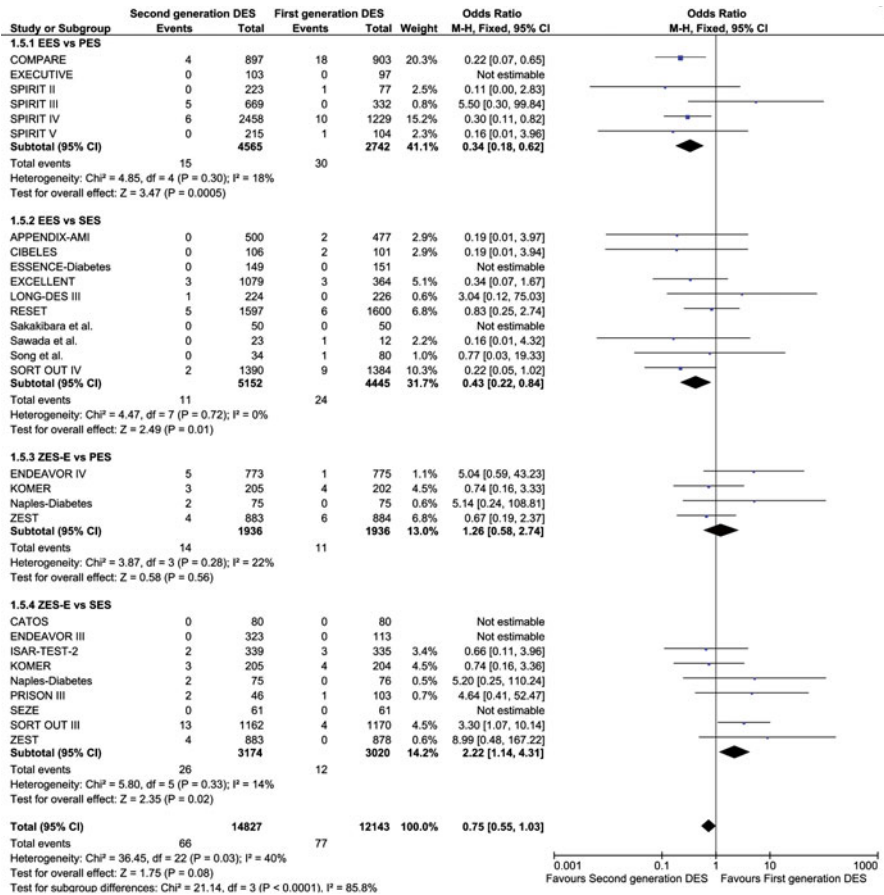 Second generation DES First generation DES Odds Ratio Odds Ratio
Study or Subgroup Events Total Events Total Weight M-H, Fixed, 95% CI M-H, Fixed, 95% CI
1.5.1 EES vs PES
COMPARE 4 897 18 903 20.3% 0.22 [0.07, 0.65]
EXECUTIVE 0 103 0 97 Not estimable
SPIRIT II 0 223 1 77 2.5% 0.11 [0.00, 2.83]
SPIRIT III 5 669 0 332 0.8% 5.50 [0.30, 99.84]
SPIRIT IV 6 2458 10 1229 15.2% 0.30 [0.11, 0.82]
SPIRIT V 0 215 1 104 2.3% 0.16 [0.01, 3.96]
Subtotal (95% CI) 4565 2742 41.1% 0.34 [0.18, 0.62]
Total events 15 30
Heterogeneity: Chi² = 4.85, df = 4 (P = 0.30); I² = 18%
Test for overall effect: Z = 3.47 (P = 0.0005)
1.5.2 EES vs SES
APPENDIX-AMI 0 500 2 477 2.9% 0.19 [0.01, 3.97]
CIBELES 0 106 2 101 2.9% 0.19 [0.01, 3.94]
ESSENCE-Diabetes 0 149 0 151 Not estimable
EXCELLENT 3 1079 3 364 5.1% 0.34 [0.07, 1.67]
LONG-DES III 1 224 0 226 0.6% 3.04 [0.12, 75.03]
RESET 5 1597 6 1600 6.8% 0.83 [0.25, 2.74]
Sakakibara et al. 0 50 0 50 Not estimable
Sawada et al. 0 23 1 12 2.2% 0.16 [0.01, 4.32]
Song et al. 0 34 1 80 1.0% 0.77 [0.03, 19.33]
SORT OUT IV 2 1390 9 1384 10.3% 0.22 [0.05, 1.02]
Subtotal (95% CI) 5152 4445 31.7% 0.43 [0.22, 0.84]
Total events 11 24
Heterogeneity: Chi² = 4.47, df = 7 (P = 0.72); I² = 0%
Test for overall effect: Z = 2.49 (P = 0.01)
1.5.3 ZES-E vs PES
ENDEAVOR IV 5 773 1 775 1.1% 5.04 [0.59, 43.23]
KOMER 3 205 4 202 4.5% 0.74 [0.16, 3.33]
Naples-Diabetes 2 75 0 75 0.6% 5.14 [0.24, 108.81]
ZEST 4 883 6 884 6.8% 0.67 [0.19, 2.37]
Subtotal (95% CI) 1936 1936 13.0% 1.26 [0.58, 2.74]
Total events 14 11
Heterogeneity: Chi² = 3.87, df = 3 (P = 0.28); I² = 22%
Test for overall effect: Z = 0.58 (P = 0.56)
1.5.4 ZES-E vs SES
CATOS 0 80 0 80 Not estimable
ENDEAVOR III 0 323 0 113 Not estimable
ISAR-TEST-2 2 339 3 335 3.4% 0.66 [0.11, 3.96]
KOMER 3 205 4 204 4.5% 0.74 [0.16, 3.36]
Naples-Diabetes 2 75 0 76 0.5% 5.20 [0.25, 110.24]
PRISON III 2 46 1 103 0.7% 4.64 [0.41, 52.47]
SEZE 0 61 0 61 Not estimable
SORT OUT III 13 1162 4 1170 4.5% 3.30 [1.07, 10.14]
ZEST 4 883 0 878 0.6% 8.99 [0.48, 167.22]
Subtotal (95% CI) 3174 3020 14.2% 2.22 [1.14, 4.31]
Total events 26 12
Heterogeneity: Chi² = 5.80, df = 5 (P = 0.33); I² = 14%
Test for overall effect: Z = 2.35 (P = 0.02)
Total (95% CI) 14827 12143 100.0% 0.75 [0.55, 1.03]
Total events 66 77
Heterogeneity: Chi² = 36.45, df = 22 (P = 0.03); I² = 40%
0.001 0.1 1 10 1000
Test for overall effect: Z = 1.75 (P = 0.08)
Favours Second generation DES Favours First generation DES
Test for subgroup differences: Chi² = 21.14, df = 3 (P < 0.0001), I² = 85.8%